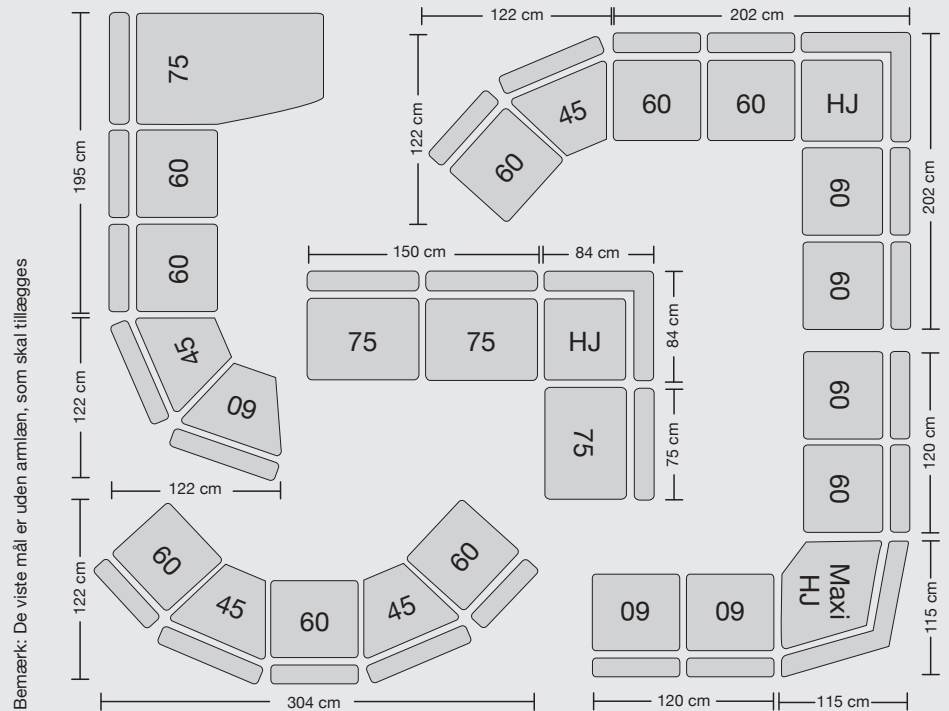 122 cm
202 cm
75
60
60
45
60
195 cm
122 cm
122 cm
122 cm
60
45
60
60
HJ
60
60
202 cm
150 cm
84 cm
75
75
HJ
75
84 cm
75 cm
60
45
60
45
60
122 cm
304 cm
60
60
Maxi
HJ
60
60
120 cm
115 cm
120 cm
115 cm
Bemærk: De viste mål er uden armlæn, som skal tillægges